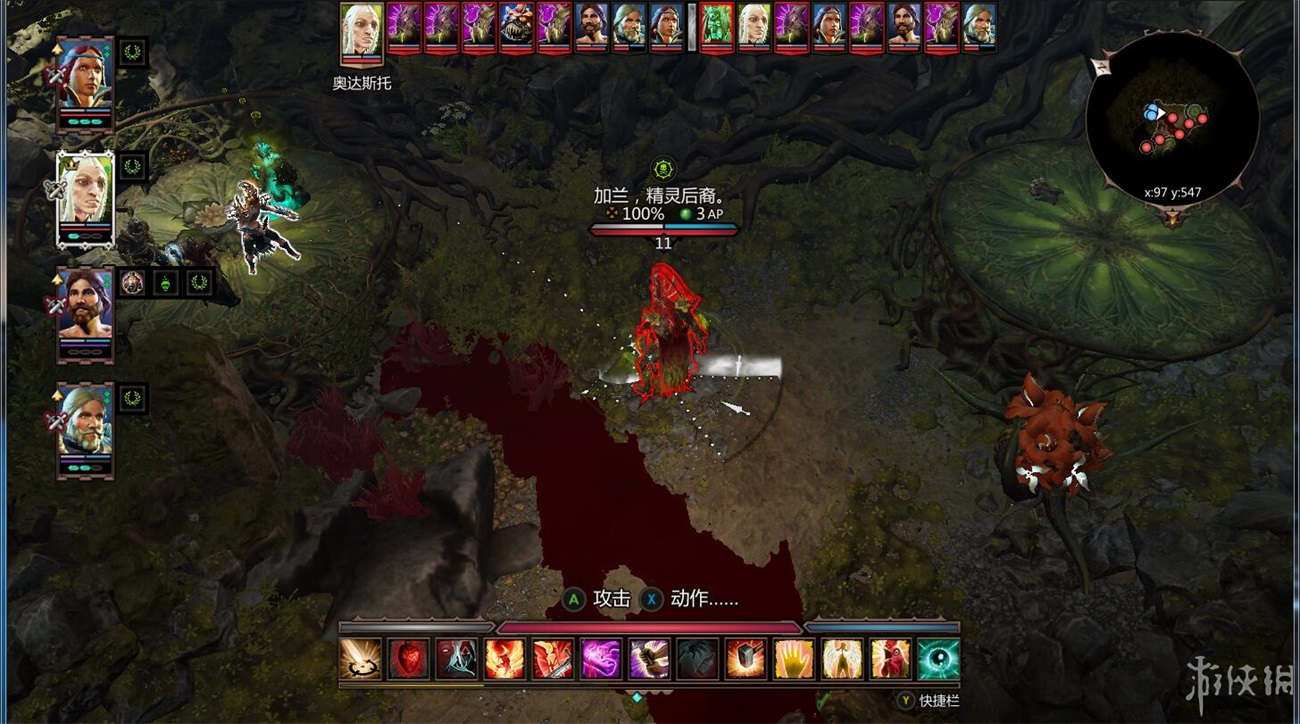 奥达斯托
加兰，精灵后裔。
100% 3 AP
11
x:97 y:547
A 攻击 X 动作......
Y 快捷栏
游侠网